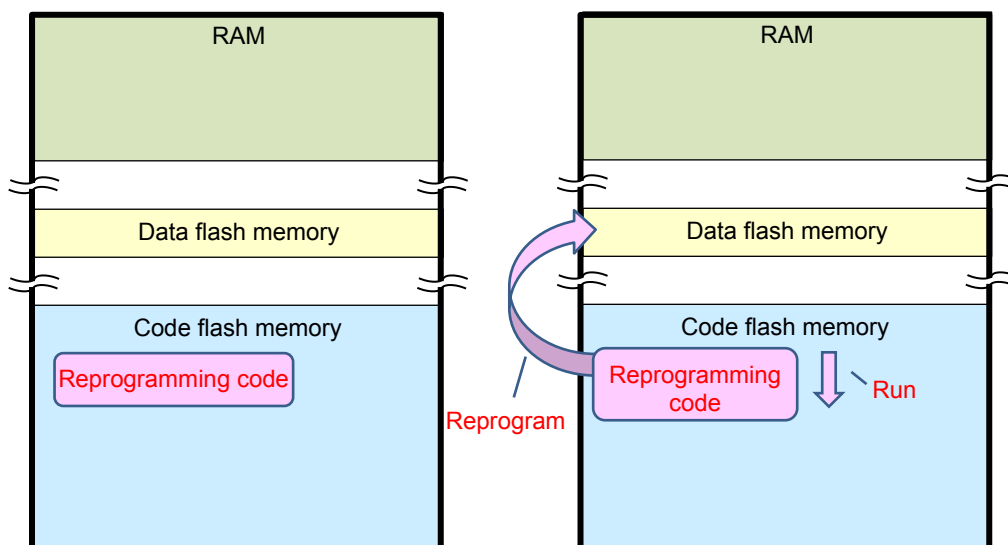 RAM
Data flash memory
Code flash memory
Reprogramming code
RAM
Data flash memory
Code flash memory
Reprogramming
code
Run
Reprogram